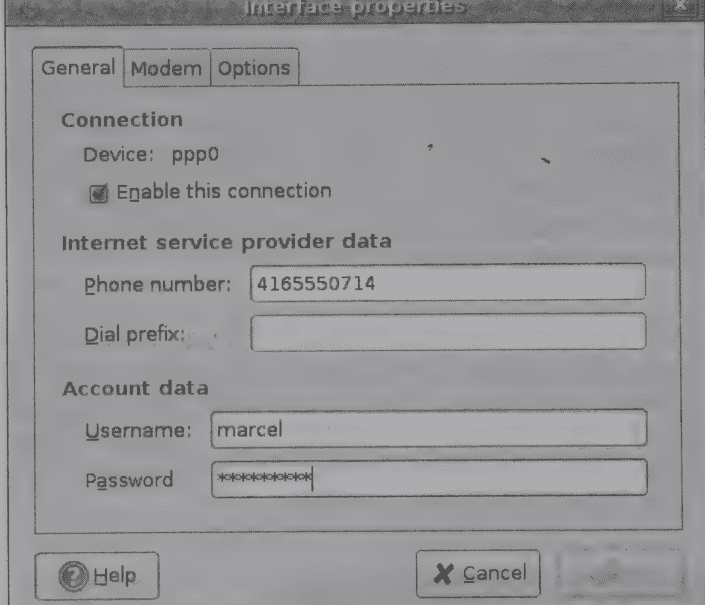 Interface properties
General Modem Options
Connection
Device: ppp0
Enable this connection
Internet service provider data
Phone number: 4165550714
Dial prefix:
Account data
Username: marcel
Password *********
Help Cancel